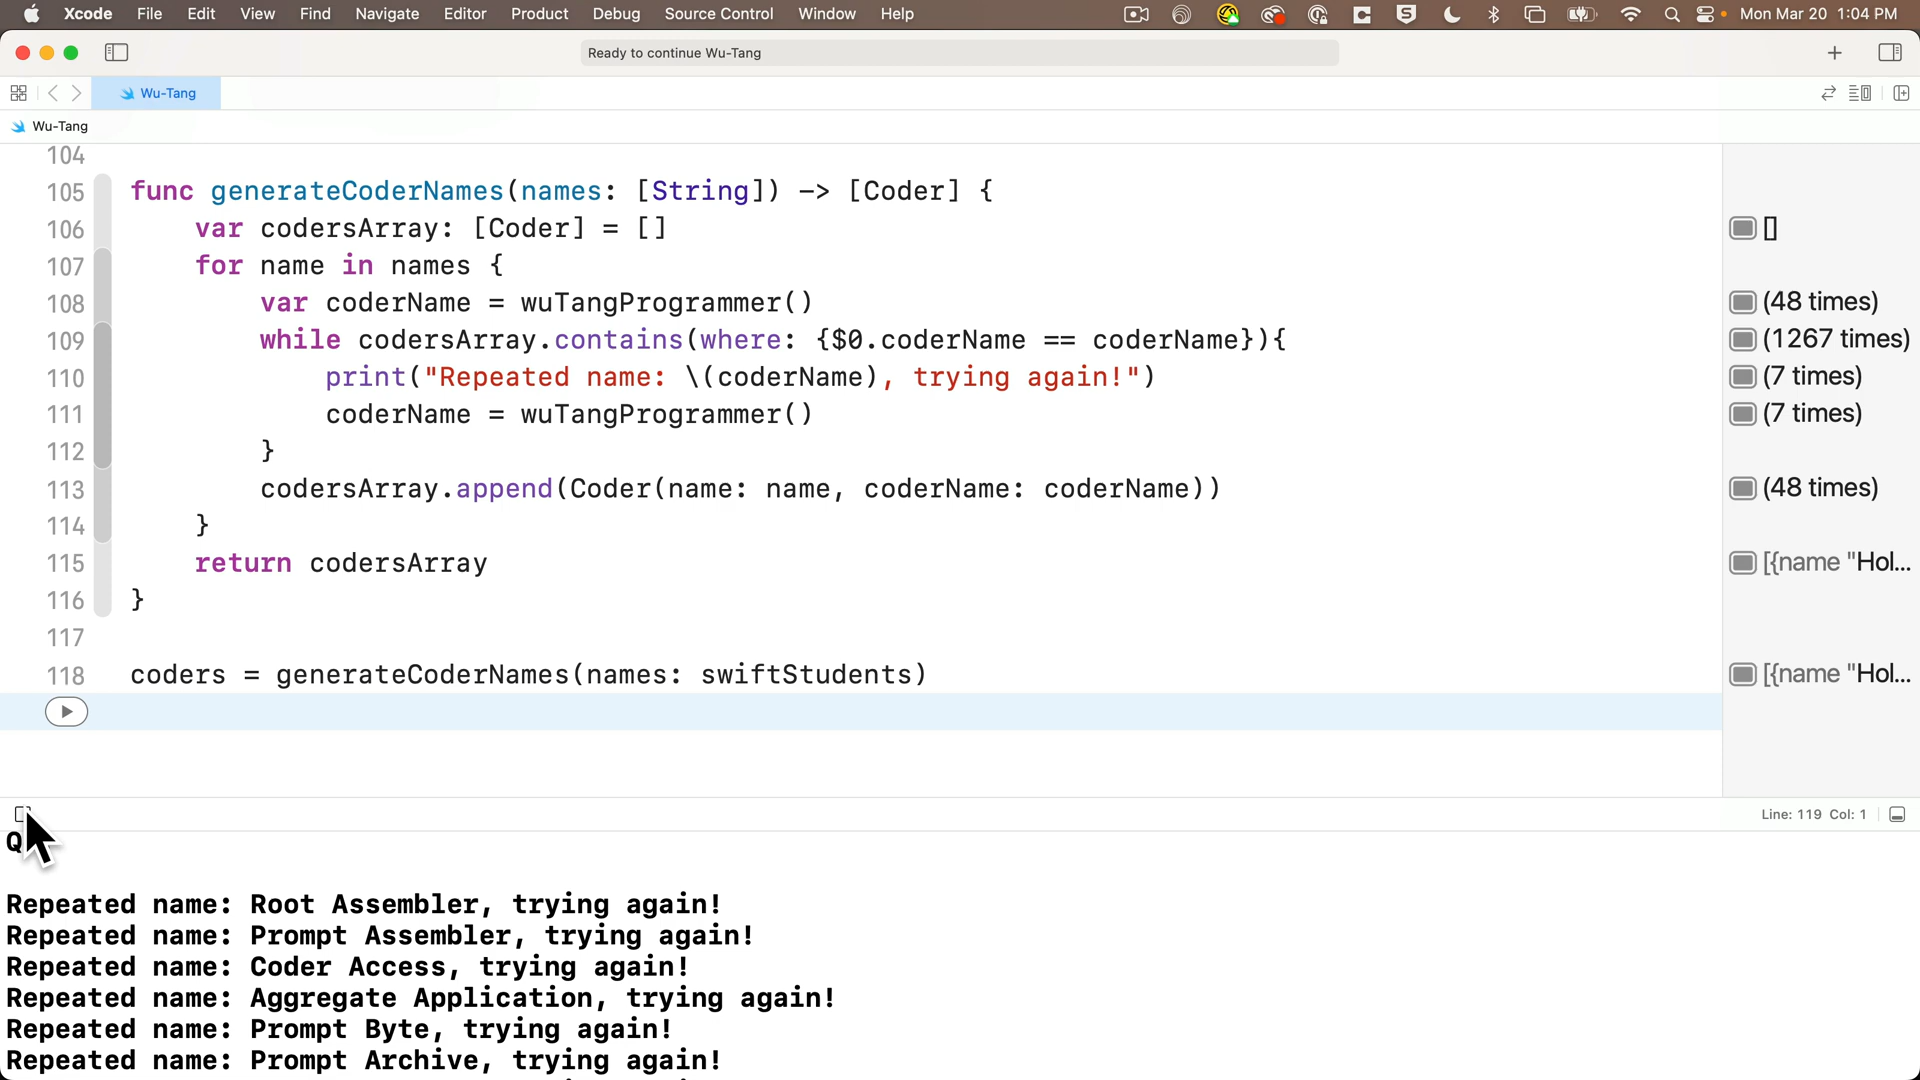 Xcode File Edit View Find Navigate Editor Product Debug Source Control Window Help Mon Mar 20 1:04 PM
Ready to continue Wu-Tang
Wu-Tang
Wu-Tang
104
105 func generateCoderNames(names: [String]) -> [Coder] {
106 var codersArray: [Coder] = [] []
107 for name in names {
108 var coderName = wuTangProgrammer() (48 times)
109 while codersArray.contains(where: {$0.coderName == coderName}){ (1267 times)
110 print("Repeated name: \(coderName), trying again!") (7 times)
111 coderName = wuTangProgrammer() (7 times)
112 }
113 codersArray.append(Coder(name: name, coderName: coderName)) (48 times)
114 }
115 return codersArray [{name "Hol...
116 }
117
118 coders = generateCoderNames(names: swiftStudents) [{name "Hol...
Line: 119 Col: 1
Repeated name: Root Assembler, trying again!
Repeated name: Prompt Assembler, trying again!
Repeated name: Coder Access, trying again!
Repeated name: Aggregate Application, trying again!
Repeated name: Prompt Byte, trying again!
Repeated name: Prompt Archive, trying again!